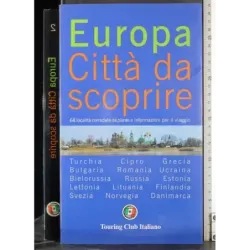 2
Europa Città da scoprire
Europa
Città da
scoprire
Turchia Cipro Grecia
Bulgaria Romania Ucraina
Bielorussia Russia Estonia
Lettonia Lituania Finlandia
Svezia Norvegia Danimarca
Touring Club Italiano